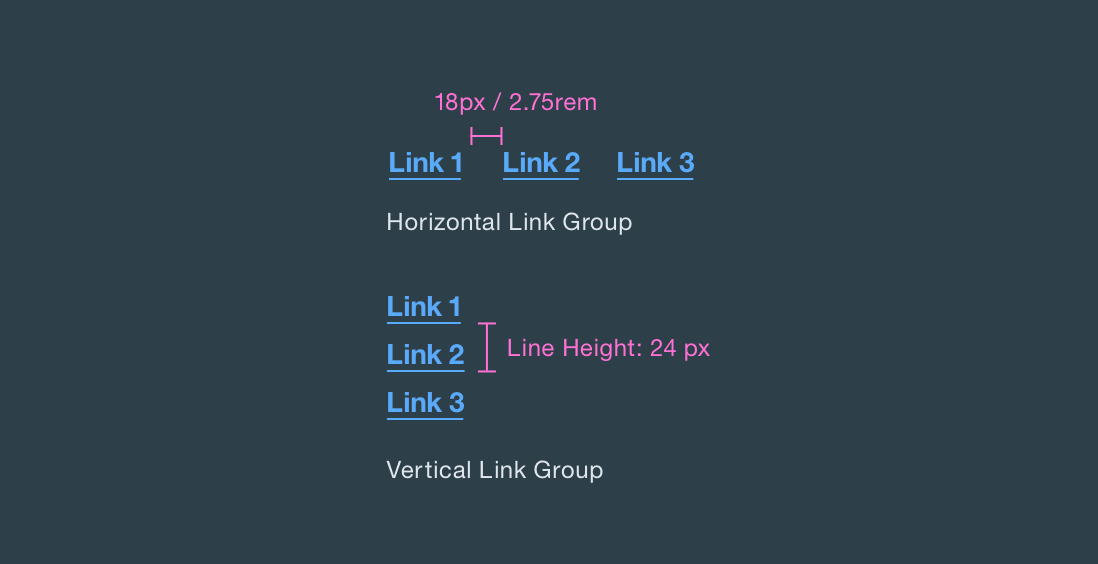 18px / 2.75rem
Link 1 Link 2 Link 3
Horizontal Link Group
Link 1
Link 2
Line Height: 24 px
Link 3
Vertical Link Group